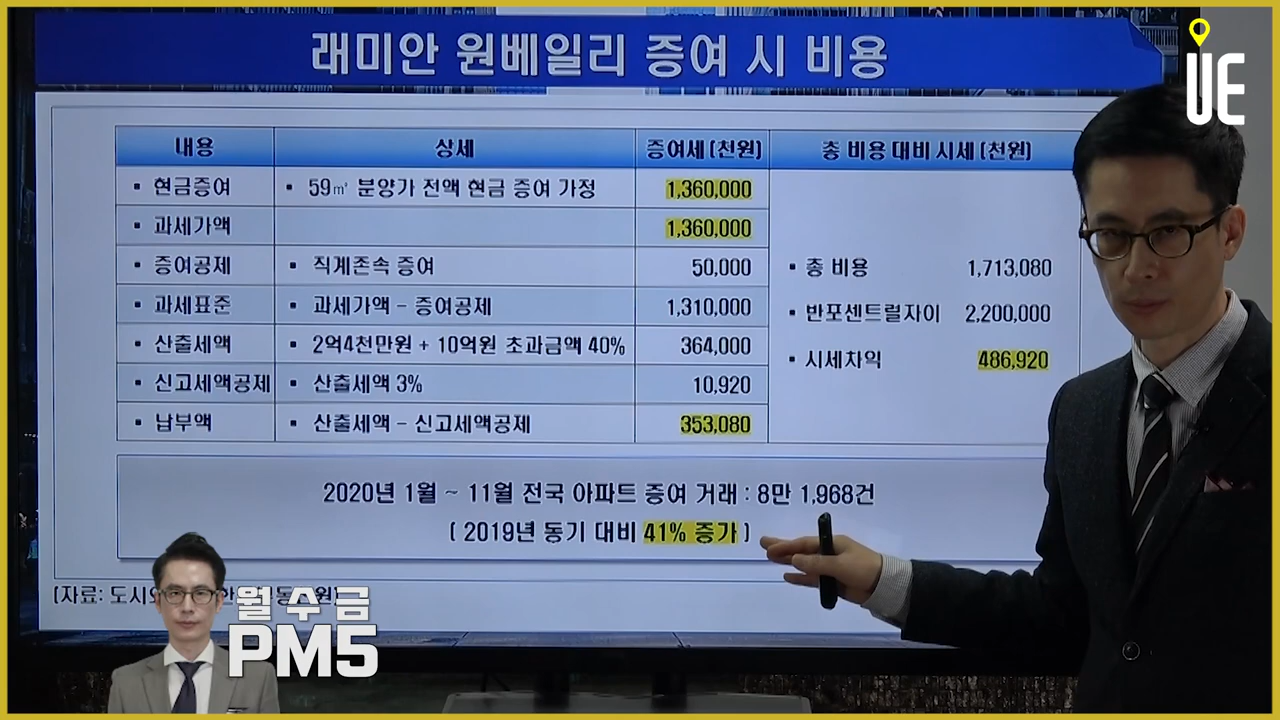 래미안 원베일리 증여 시 비용
UE
내용 상세 증여세 (천원) 총 비용 대비 시세 (천원)
▪ 현금증여 ▪ 59㎡ 분양가 전액 현금 증여 가정 1,360,000
▪ 과세가액 1,360,000
▪ 증여공제 ▪ 직계존속 증여 50,000
▪ 과세표준 ▪ 과세가액 - 증여공제 1,310,000
▪ 산출세액 ▪ 2억4천만원 + 10억원 초과금액 40% 364,000
▪ 신고세액공제 ▪ 산출세액 3% 10,920
▪ 납부액 ▪ 산출세액 - 신고세액공제 353,080
▪ 총 비용 1,713,080
▪ 반포센트럴자이 2,200,000
▪ 시세차익 486,920
2020년 1월 ~ 11월 전국 아파트 증여 거래 : 8만 1,968건
( 2019년 동기 대비 41% 증가 )
(자료: 도시
월수금
PM5